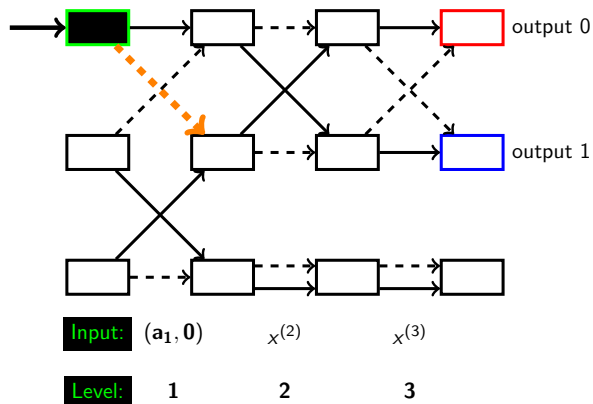 output 0
output 1
Input: (a₁, 0) x⁽²⁾ x⁽³⁾
Level: 1 2 3